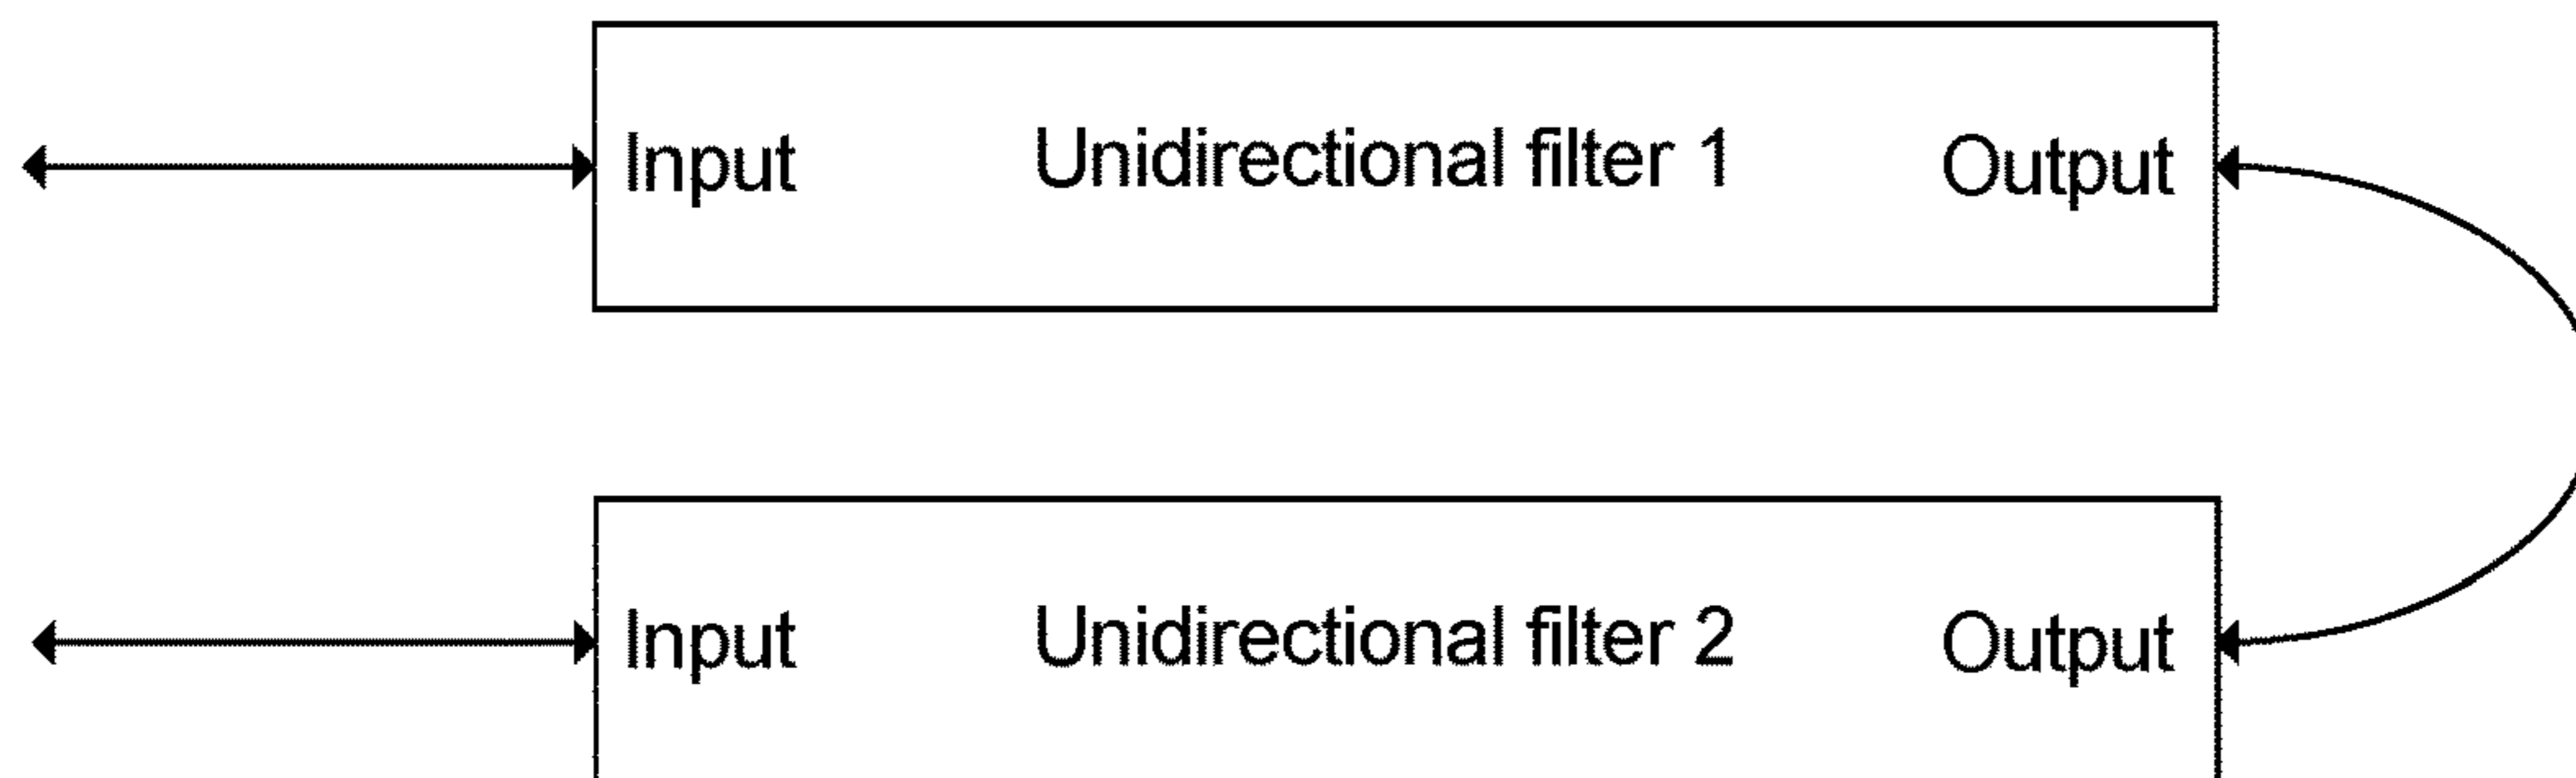 Input Unidirectional filter 1 Output
Input Unidirectional filter 2 Output